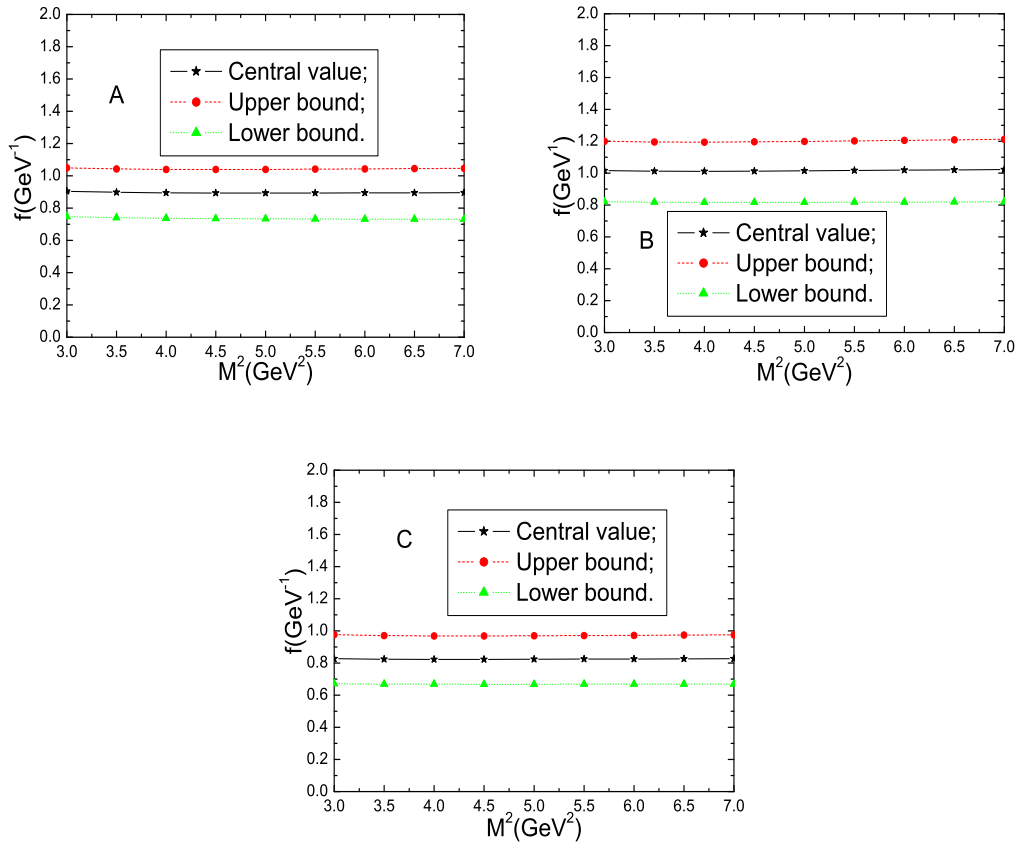 2.0
1.8
1.6
1.4
1.2
1.0
0.8
0.6
0.4
0.2
0.0
f(GeV⁻¹)
A
Central value;
Upper bound;
Lower bound.
3.0 3.5 4.0 4.5 5.0 5.5 6.0 6.5 7.0
M²(GeV²)
2.0
1.8
1.6
1.4
1.2
1.0
0.8
0.6
0.4
0.2
0.0
f(GeV¹)
B
Central value;
Upper bound;
Lower bound.
3.0 3.5 4.0 4.5 5.0 5.5 6.0 6.5 7.0
M²(GeV²)
2.0
1.8
1.6
1.4
1.2
1.0
0.8
0.6
0.4
0.2
0.0
f(GeV⁻¹)
C
Central value;
Upper bound;
Lower bound.
3.0 3.5 4.0 4.5 5.0 5.5 6.0 6.5 7.0
M²(GeV²)